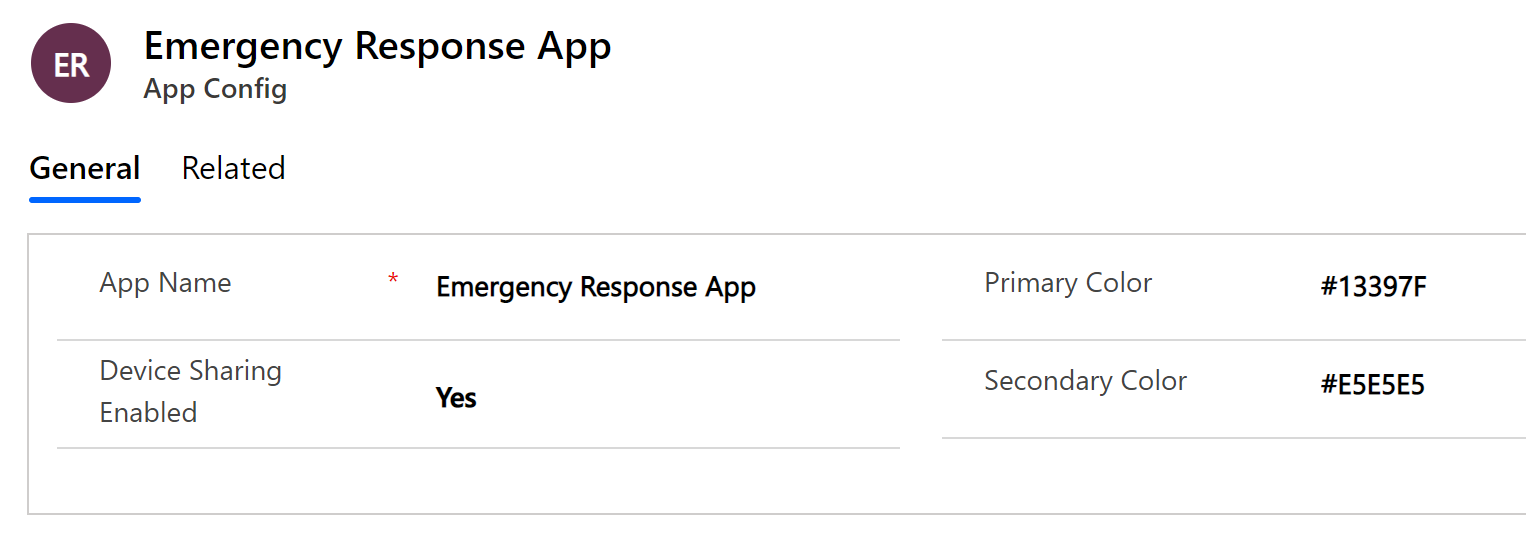 ER
Emergency Response App
App Config
General Related
App Name * Emergency Response App
Primary Color #13397F
Device Sharing
Enabled
Yes
Secondary Color #E5E5E5